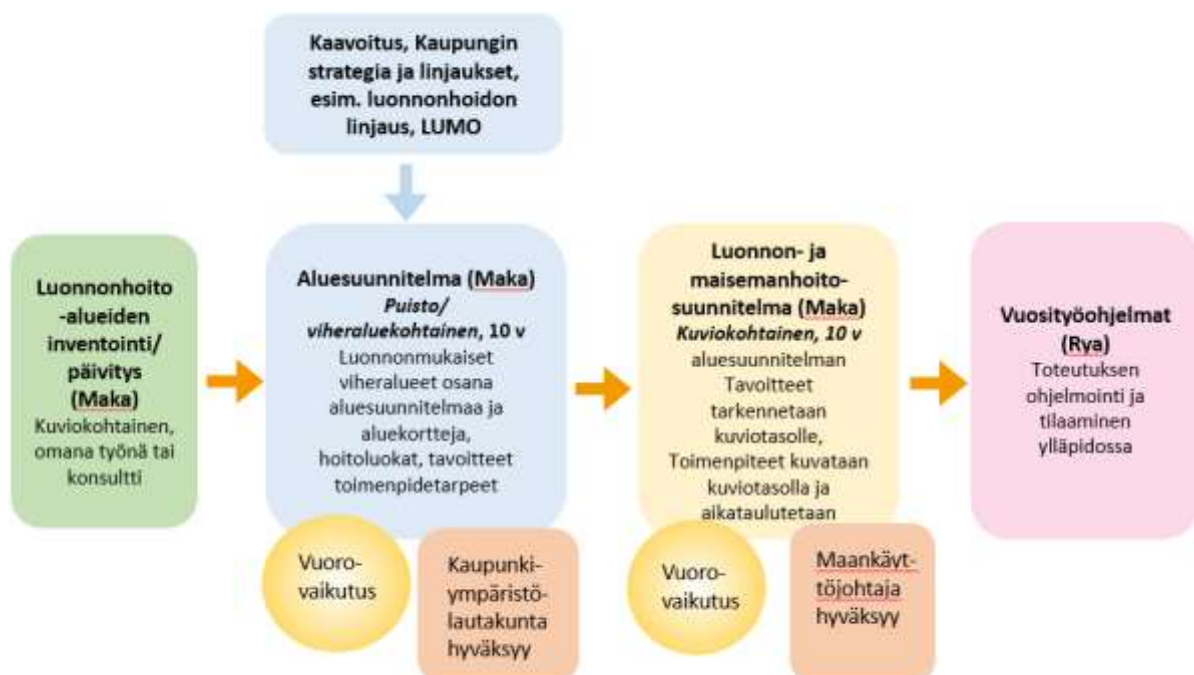 Kaavoitus, Kaupungin
strategia ja linjaukset,
esim. luonnonhoidon
linjaus, LUMO
Luonnonhoito
-alueiden
inventointi/
päivitys
(Maka)
Kuviokohtainen,
omana työnä tai
konsultti
Aluesuunnitelma (Maka)
Puisto/
viheraluekohtainen, 10 v
Luonnonmukaiset
viheralueet osana
aluesuunnitelmaa ja
aluekortteja,
hoitoluokat, tavoitteet
toimenpidetarpeet
Vuoro-
vaikutus
Kaupunki-
ympäristö-
lautakunta
hyväksyy
Luonnon- ja
maisemanhoito-
suunnitelma (Maka)
Kuviokohtainen, 10 v
aluesuunnitelman
Tavoitteet
tarkennetaan
kuviotasolle,
Toimenpiteet kuvataan
kuviotasolla ja
aikataulutetaan
Vuoro-
vaikutus
Maankäyt-
töjohtaja
hyväksyy
Vuosityöohjelmat
(Rya)
Toteutuksen
ohjelmointi ja
tilaaminen
ylläpidossa